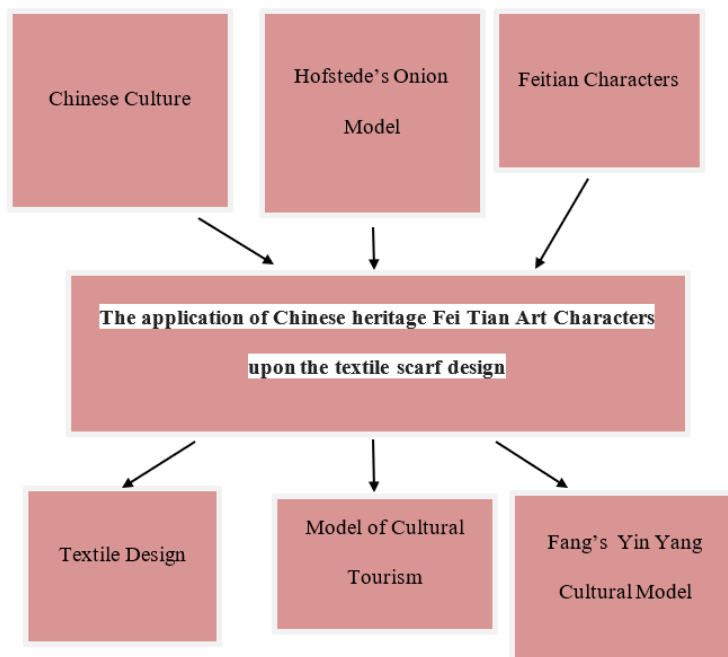 Chinese Culture
Hofstede's Onion
Model
Feitian Characters
The application of Chinese heritage Fei Tian Art Characters
upon the textile scarf design
Textile Design
Model of Cultural
Tourism
Fang's Yin Yang
Cultural Model